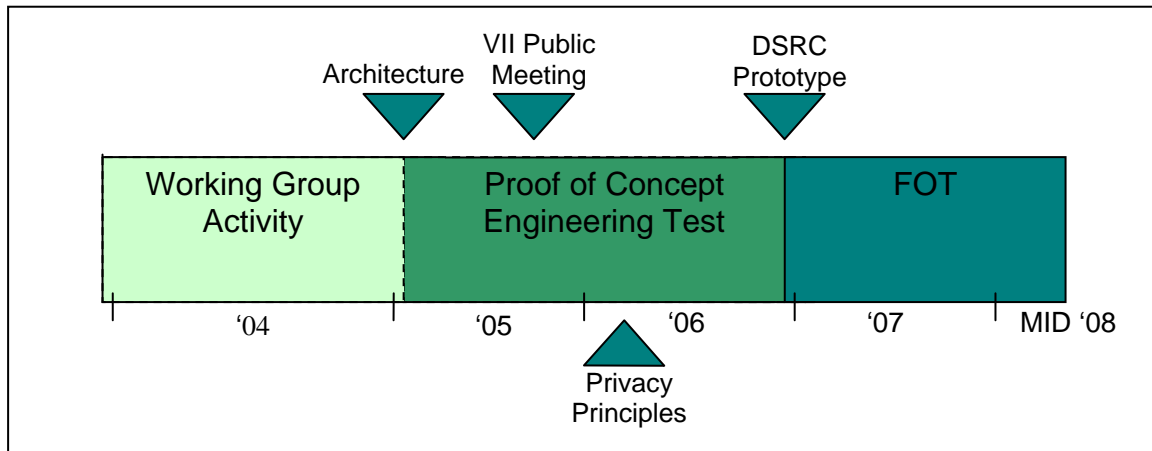 Architecture
VII Public
Meeting
DSRC
Prototype
Working Group
Activity
Proof of Concept
Engineering Test
FOT
‘04
‘05
‘06
‘07
MID ‘08
Privacy
Principles